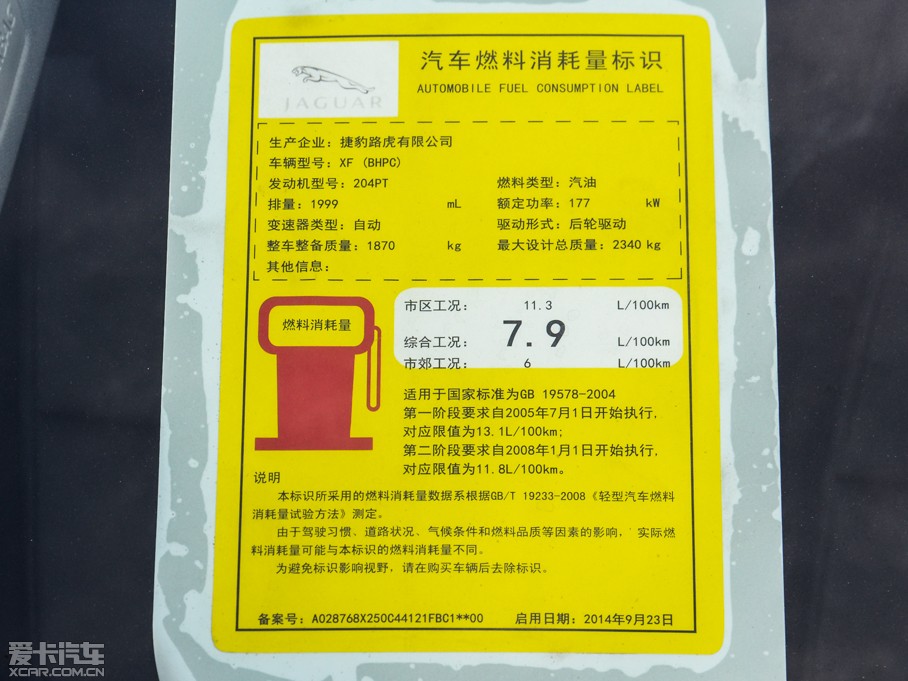 JAGUAR
汽车燃料消耗量标识
AUTOMOBILE FUEL CONSUMPTION LABEL
生产企业：捷豹路虎有限公司
车辆型号：XF (BHPC)
发动机型号：204PT 燃料类型：汽油
排量：1999 mL 额定功率：177 kW
变速器类型：自动 驱动形式：后轮驱动
整车整备质量：1870 kg 最大设计总质量：2340 kg
其他信息：
燃料消耗量
市区工况： 11.3 L/100km
综合工况： 7.9 L/100km
市郊工况： 6 L/100km
适用于国家标准为GB 19578-2004
第一阶段要求自2005年7月1日开始执行，
对应限值为13.1L/100km;
第二阶段要求自2008年1月1日开始执行，
对应限值为11.8L/100km。
说明
本标识所采用的燃料消耗量数据系根据GB/T 19233-2008《轻型汽车燃料
消耗量试验方法》测定。
由于驾驶习惯、道路状况、气候条件和燃料品质等因素的影响， 实际燃
料消耗量可能与本标识的燃料消耗量不同。
为避免标识影响视野，请在购买车辆后去除标识。
备案号：A028768X250C44121FBC1**00 启用日期：2014年9月23日
爱卡汽车
XCAR.COM.CN